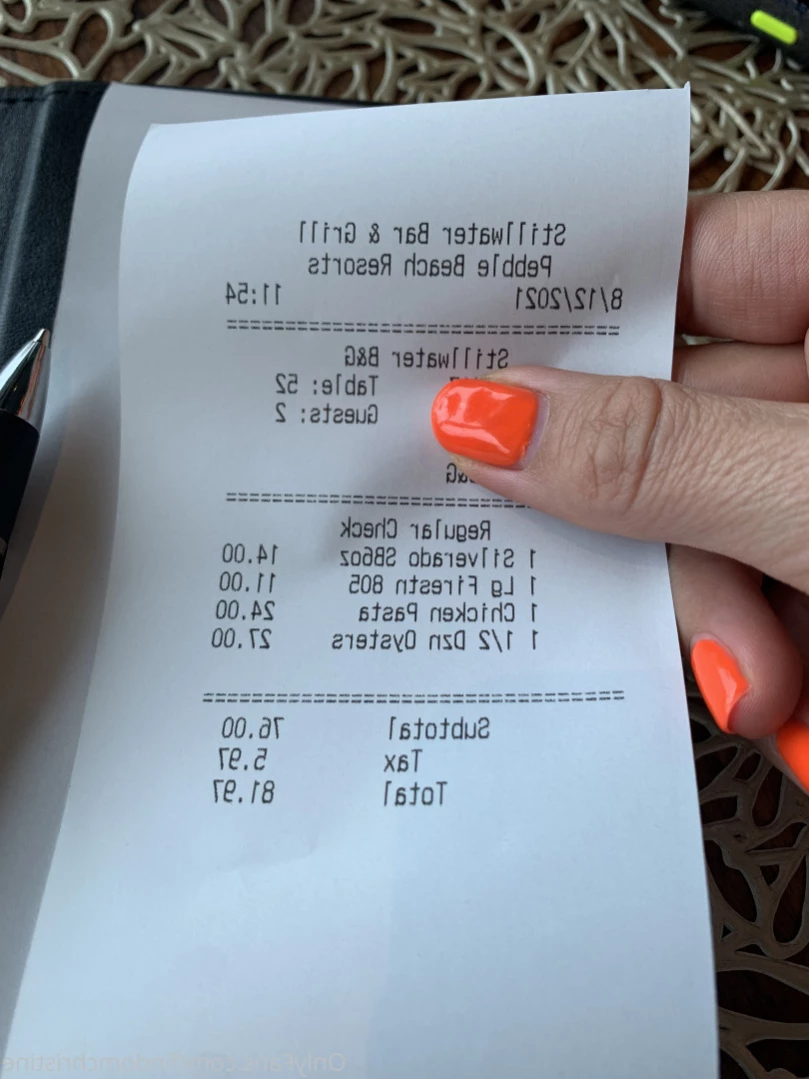 Stillwater Bar & Grill
Pebble Beach Resorts
8/12/2021 11:54
Stillwater B&G
Table: 52
Guests: 2
Regular Check
1 Silverado SB6oz 14.00
1 Lg Firestn 805 11.00
1 Chicken Pasta 24.00
1 1/2 Dzn Oysters 27.00
Subtotal 76.00
Tax 5.97
Total 81.97